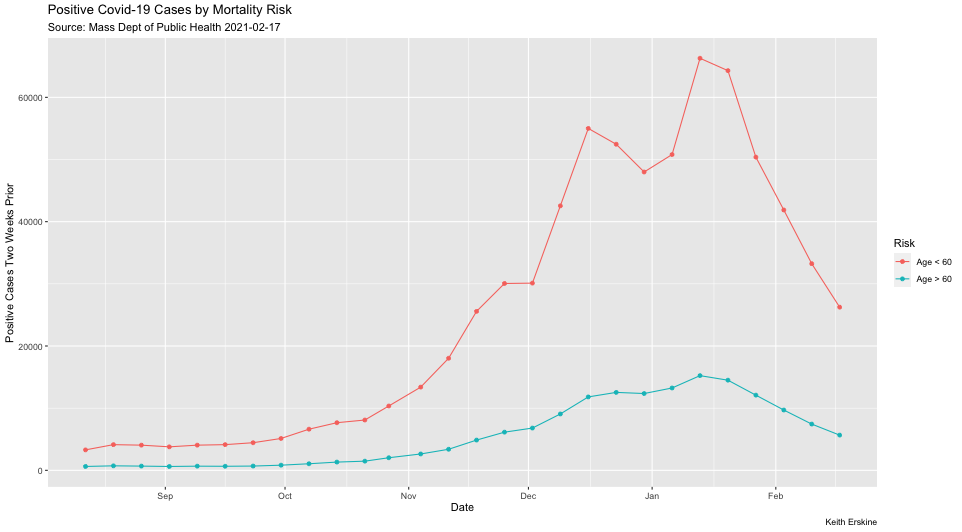 Positive Covid-19 Cases by Mortality Risk
Source: Mass Dept of Public Health 2021-02-17
Positive Cases Two Weeks Prior
60000
40000
20000
0
Sep Oct Nov Dec Jan Feb
Date
Risk
Age < 60
Age > 60
Keith Erskine